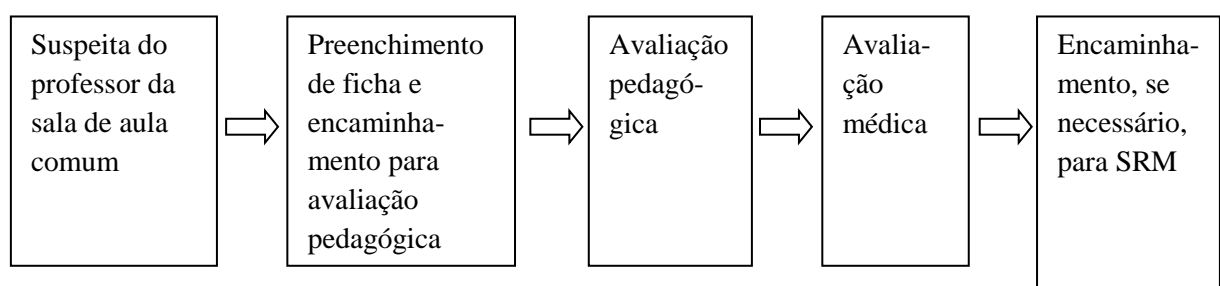 Suspeita do
professor da
sala de aula
comum
Preenchimento
de ficha e
encaminha-
mento para
avaliação
pedagógica
Avaliação
pedagó-
gica
Avalia-
ção
médica
Encaminha-
mento, se
necessário,
para SRM